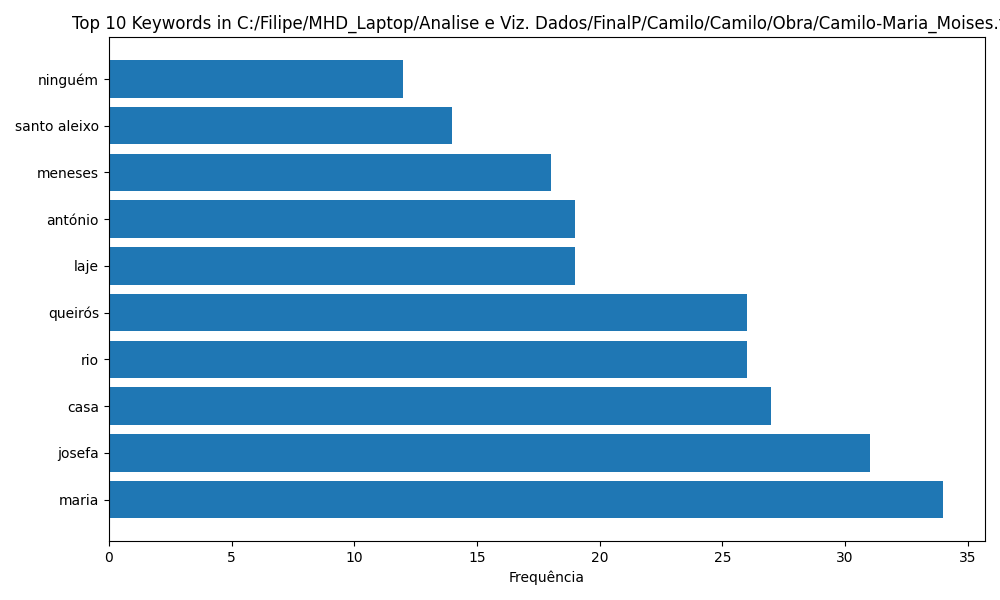 Top 10 Keywords in C:/Filipe/MHD_Laptop/Analise e Viz. Dados/FinalP/Camilo/Camilo/Obra/Camilo-Maria_Moises.
ninguém
santo aleixo
meneses
antónio
laje
queirós
rio
casa
josefa
maria
0 5 10 15 20 25 30 35
Frequência